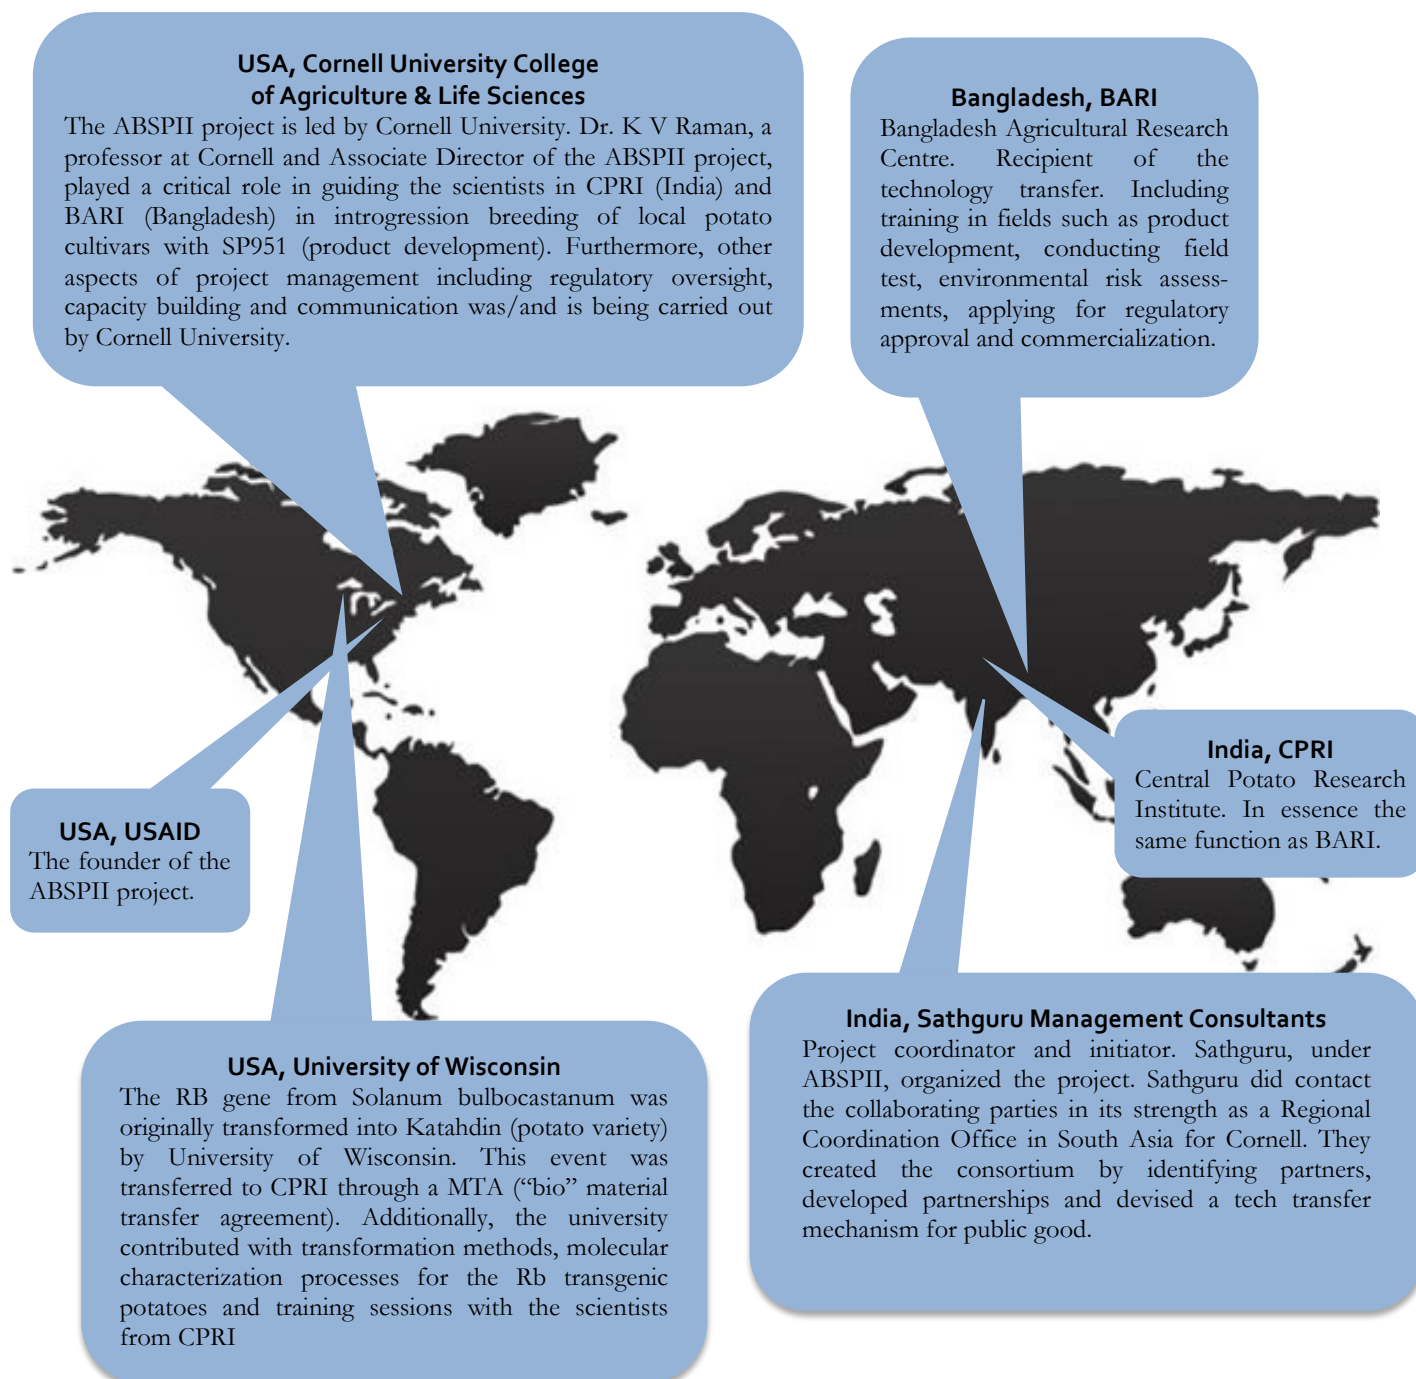 USA, Cornell University College
of Agriculture & Life Sciences
The ABSPII project is led by Cornell University. Dr. K V Raman, a
professor at Cornell and Associate Director of the ABSPII project,
played a critical role in guiding the scientists in CPRI (India) and
BARI (Bangladesh) in introgression breeding of local potato
cultivars with SP951 (product development). Furthermore, other
aspects of project management including regulatory oversight,
capacity building and communication was/and is being carried out
by Cornell University.
Bangladesh, BARI
Bangladesh Agricultural Research
Centre. Recipient of the
technology transfer. Including
training in fields such as product
development, conducting field
test, environmental risk assess-
ments, applying for regulatory
approval and commercialization.
India, CPRI
Central Potato Research
Institute. In essence the
same function as BARI.
USA, USAID
The founder of the
ABSPII project.
India, Sathguru Management Consultants
Project coordinator and initiator. Sathguru, under
ABSPII, organized the project. Sathguru did contact
the collaborating parties in its strength as a Regional
Coordination Office in South Asia for Cornell. They
created the consortium by identifying partners,
developed partnerships and devised a tech transfer
mechanism for public good.
USA, University of Wisconsin
The RB gene from Solanum bulbocastanum was
originally transformed into Katahdin (potato variety)
by University of Wisconsin. This event was
transferred to CPRI through a MTA (“bio” material
transfer agreement). Additionally, the university
contributed with transformation methods, molecular
characterization processes for the Rb transgenic
potatoes and training sessions with the scientists
from CPRI